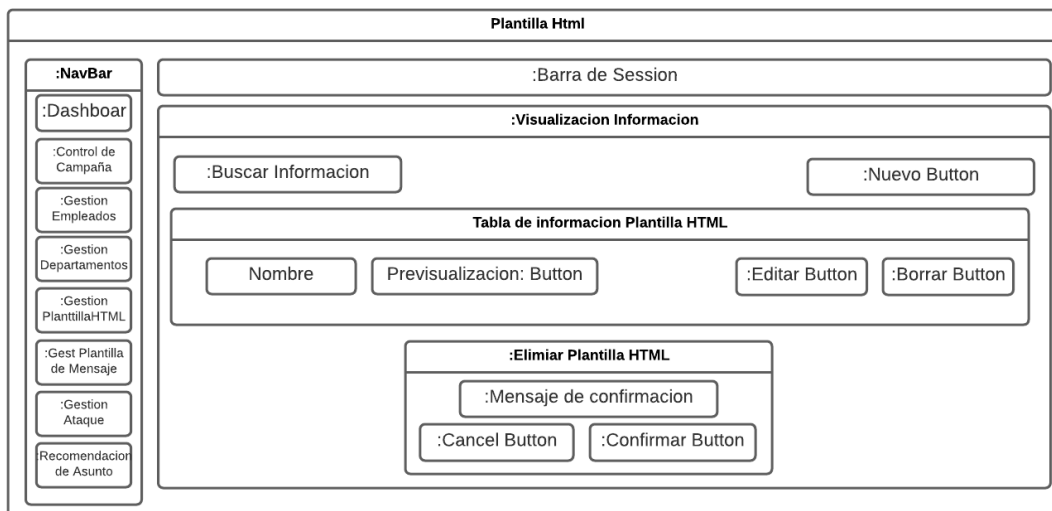 Plantilla Html
:NavBar
:Dashboar
:Control de
Campaña
:Gestion
Empleados
:Gestion
Departamentos
:Gestion
PlanttillaHTML
:Gest Plantilla
de Mensaje
:Gestion
Ataque
:Recomendacion
de Asunto
:Barra de Session
:Visualizacion Informacion
:Buscar Informacion
:Nuevo Button
Tabla de informacion Plantilla HTML
Nombre
Previsualizacion: Button
:Editar Button
:Borrar Button
:Elimiar Plantilla HTML
:Mensaje de confirmacion
:Cancel Button
:Confirmar Button